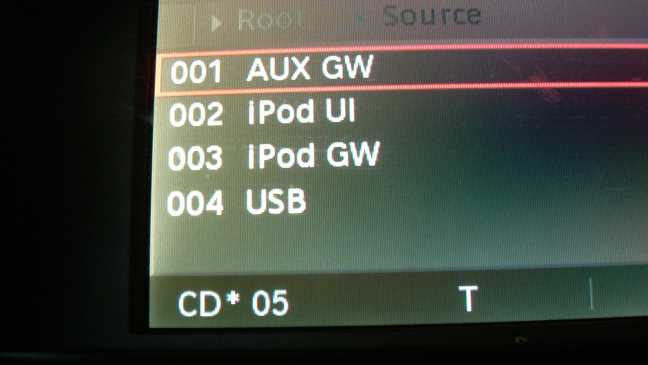 Root Source
001 AUX GW
002 iPod UI
003 iPod GW
004 USB
CD* 05 T